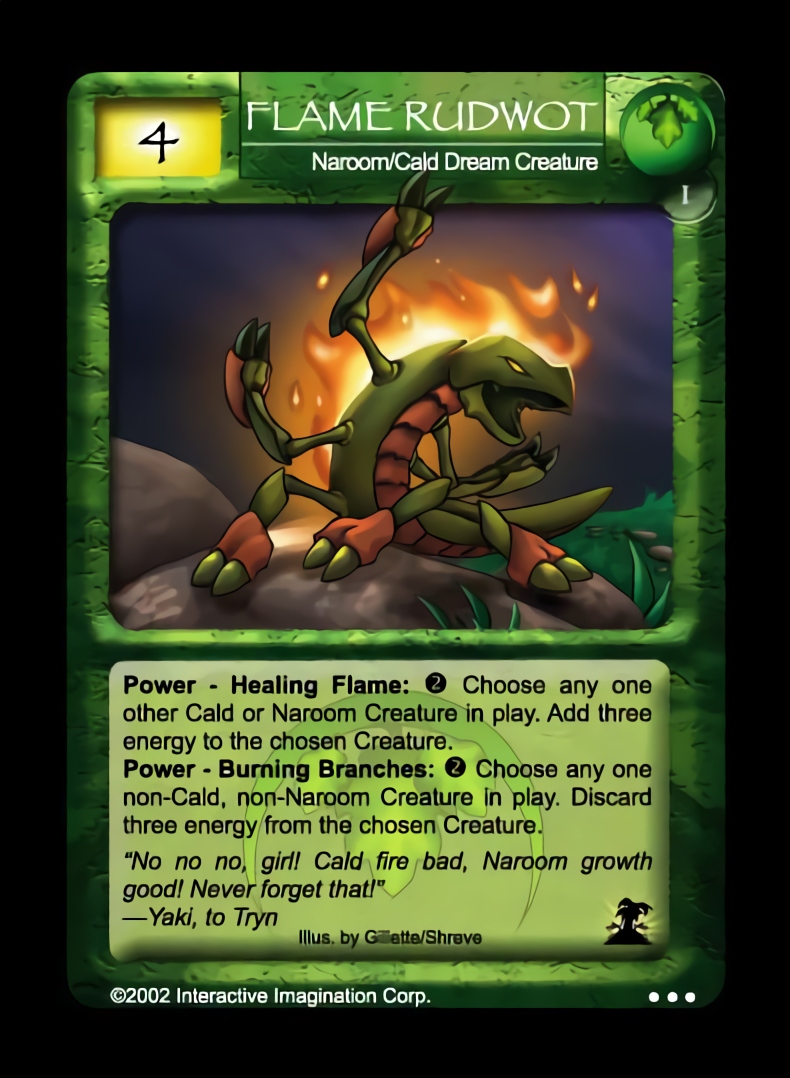 4
FLAME RUDWOT
Naroom/Cald Dream Creature
I
Power - Healing Flame: ❷ Choose any one
other Cald or Naroom Creature in play. Add three
energy to the chosen Creature.
Power - Burning Branches: ❷ Choose any one
non-Cald, non-Naroom Creature in play. Discard
three energy from the chosen Creature.
“No no no, girl! Cald fire bad, Naroom growth
good! Never forget that!”
—Yaki, to Tryn
Illus. by /Shreve
©2002 Interactive Imagination Corp.